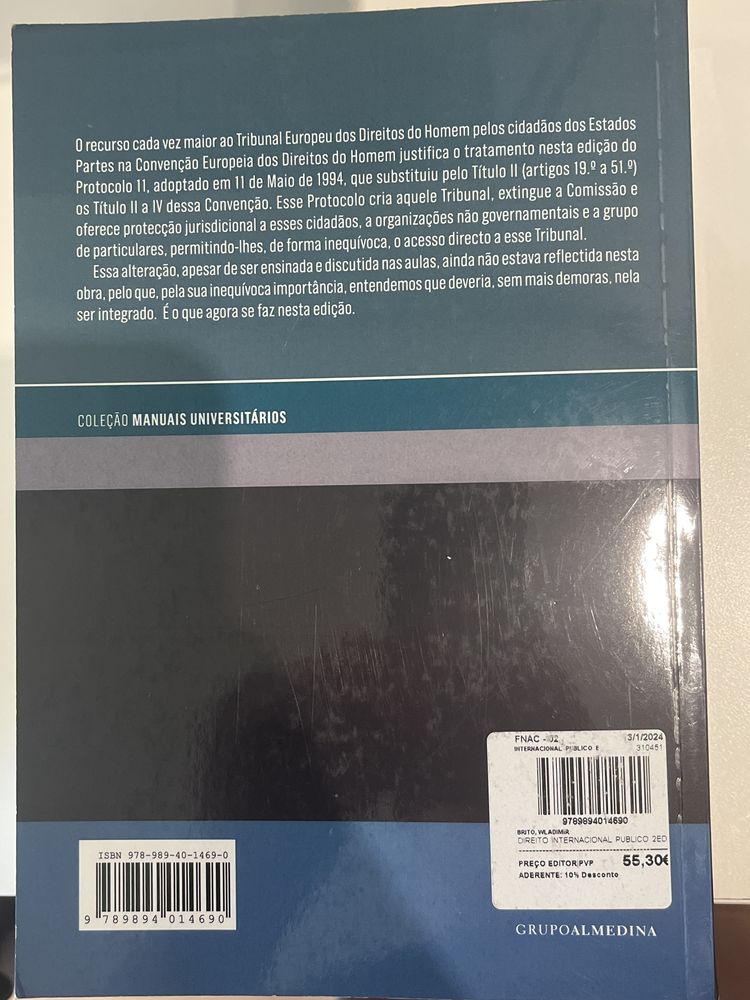 O recurso cada vez maior ao Tribunal Europeu dos Direitos do Homem pelos cidadãos dos Estados
Partes na Convenção Europeia dos Direitos do Homem justifica o tratamento nesta edição do
Protocolo 11, adoptado em 11 de Maio de 1994, que substituiu pelo Título II (artigos 19.º a 51.º)
os Título II a IV dessa Convenção. Esse Protocolo cria aquele Tribunal, extingue a Comissão e
oferece protecção jurisdicional a esses cidadãos, a organizações não governamentais e a grupo
de particulares, permitindo-lhes, de forma inequívoca, o acesso directo a esse Tribunal.
Essa alteração, apesar de ser ensinada e discutida nas aulas, ainda não estava reflectida nesta
obra, pelo que, pela sua inequívoca importância, entendemos que deveria, sem mais demoras, nela
ser integrado. É o que agora se faz nesta edição.
COLEÇÃO MANUAIS UNIVERSITÁRIOS
FNAC - 02 3/1/2024
INTERNACIONAL PUBLICO E 310451
9789894014690
BRITO, WLADIMIR
DIREITO INTERNACIONAL PUBLICO 2ED
PREÇO EDITOR/PVP 55,30€
ADERENTE: 10% Desconto
ISBN 978-989-40-1469-0
9 789894 014690
GRUPOALMEDINA